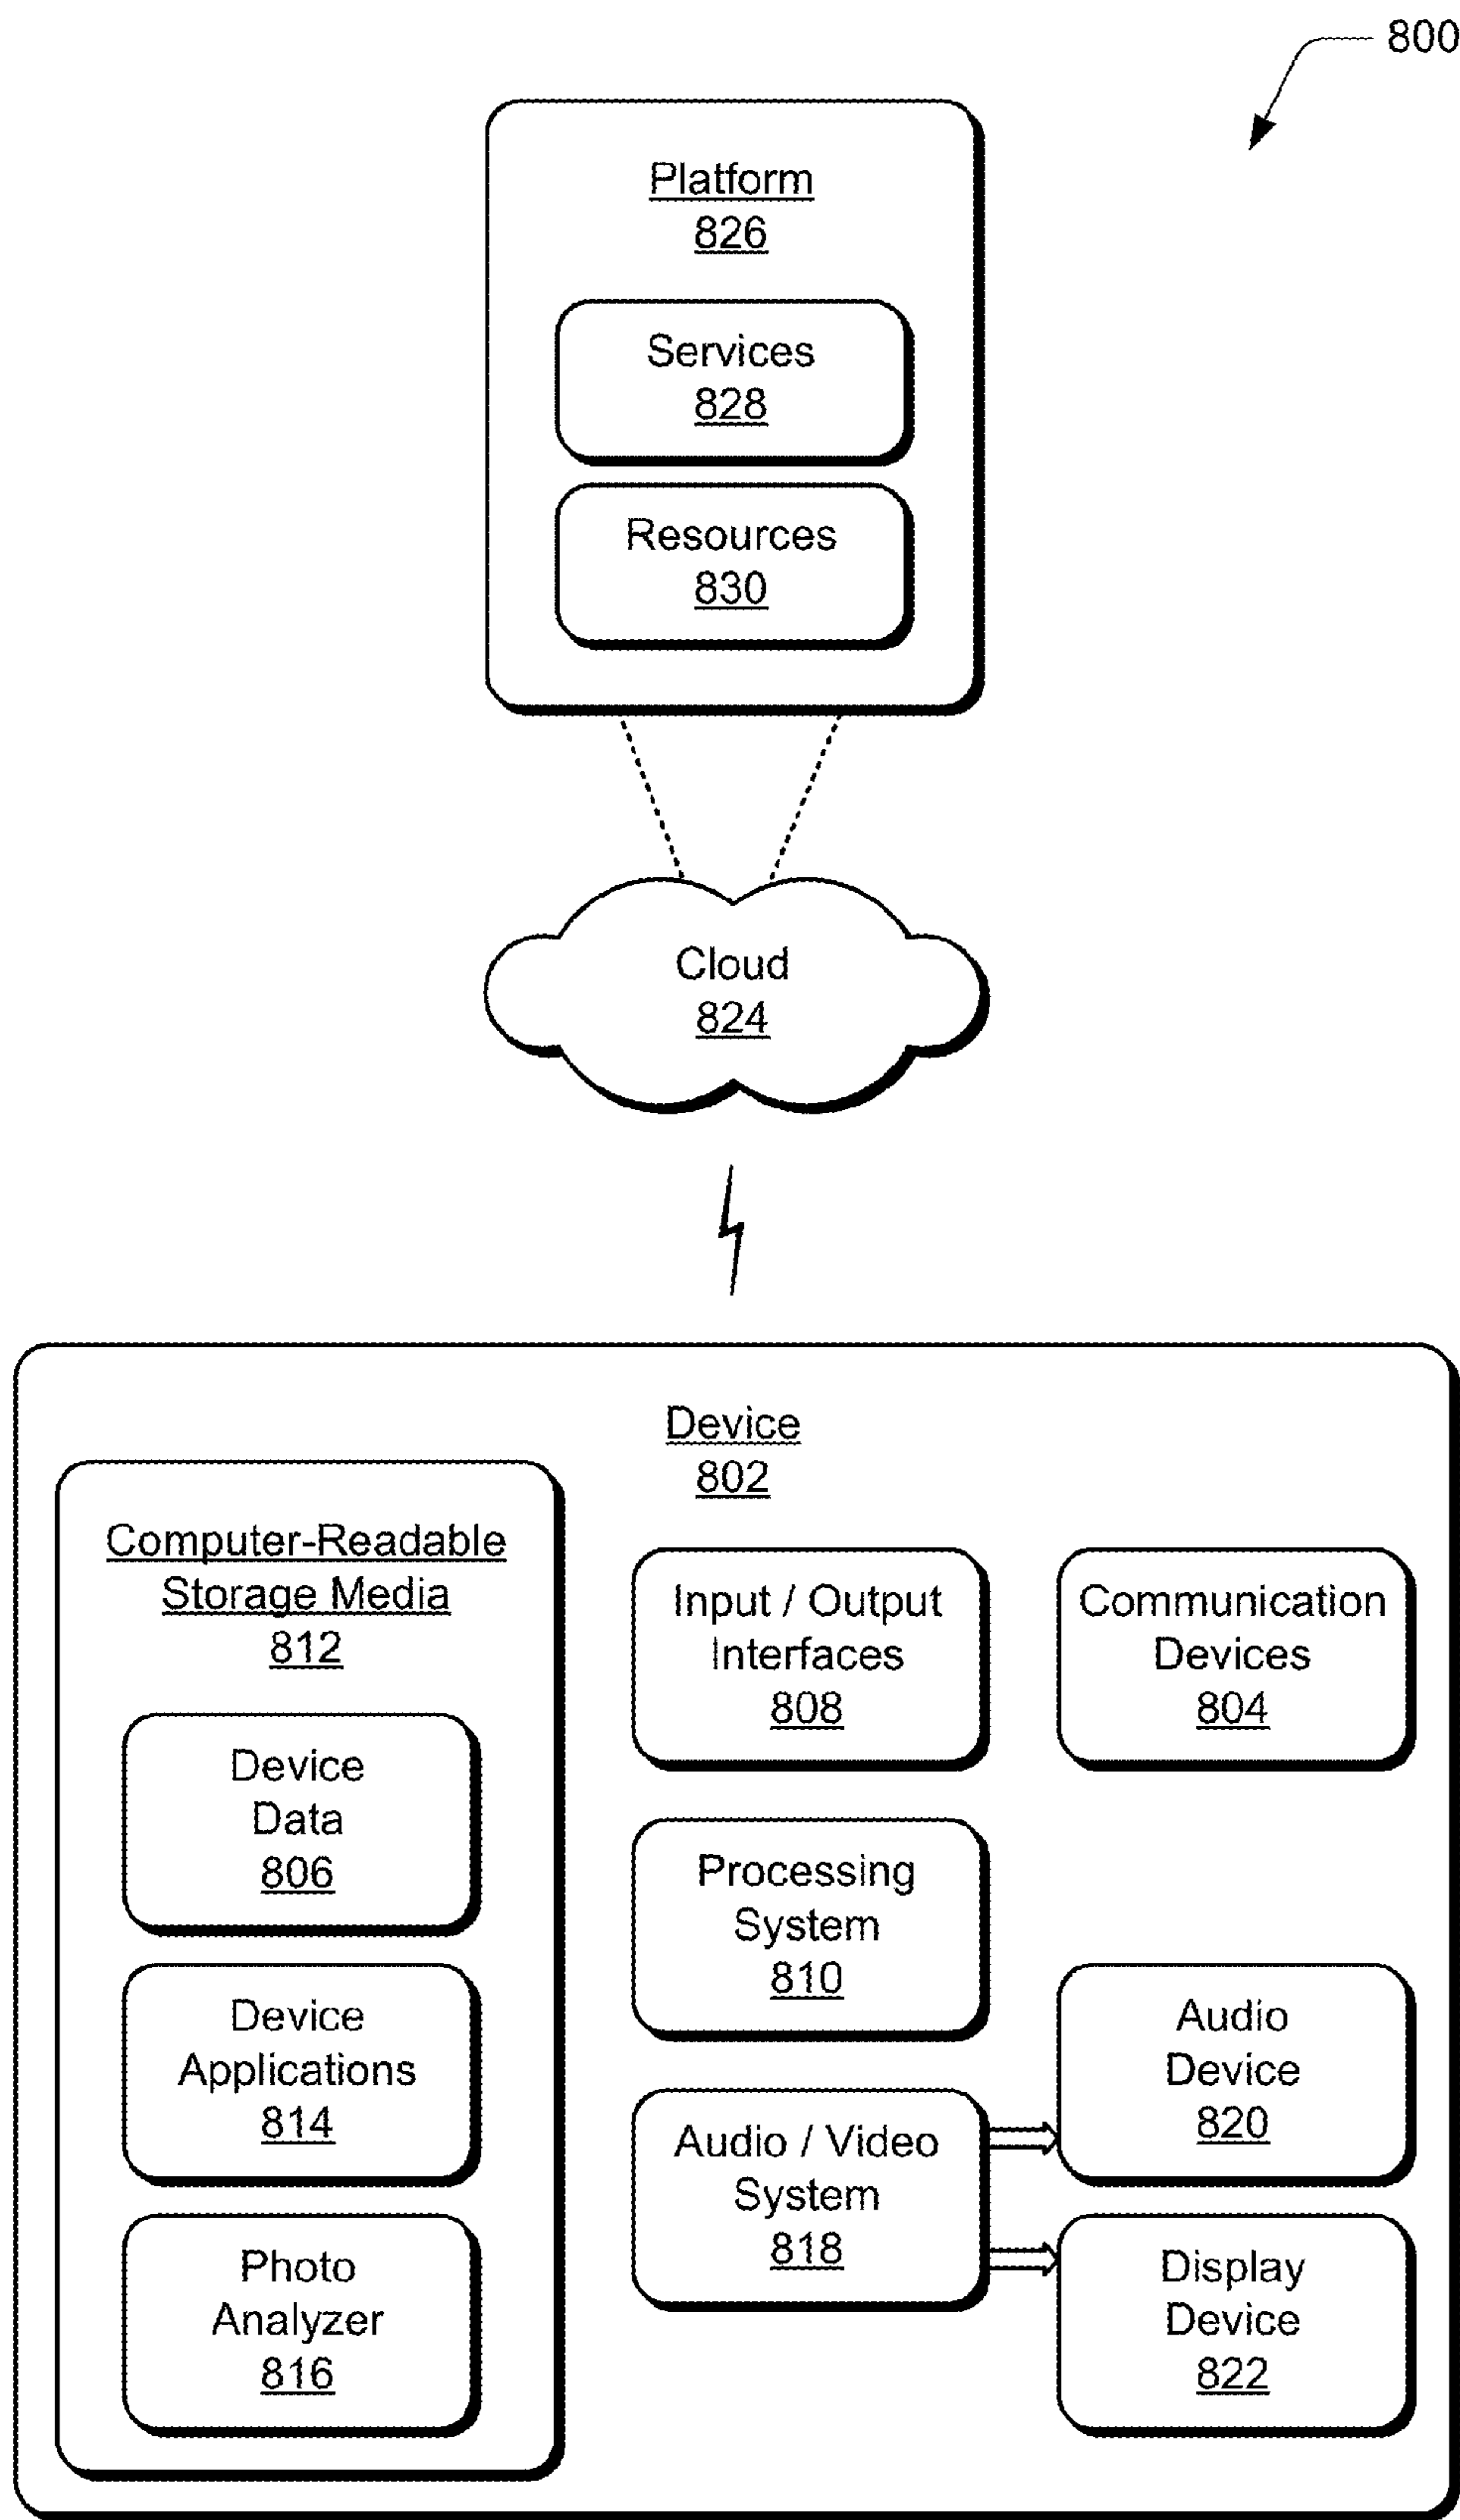 800
Platform
826
Services
828
Resources
830
Cloud
824
Device
802
Computer-Readable
Storage Media
812
Device
Data
806
Device
Applications
814
Photo
Analyzer
816
Input / Output
Interfaces
808
Communication
Devices
804
Processing
System
810
Audio / Video
System
818
Audio
Device
820
Display
Device
822